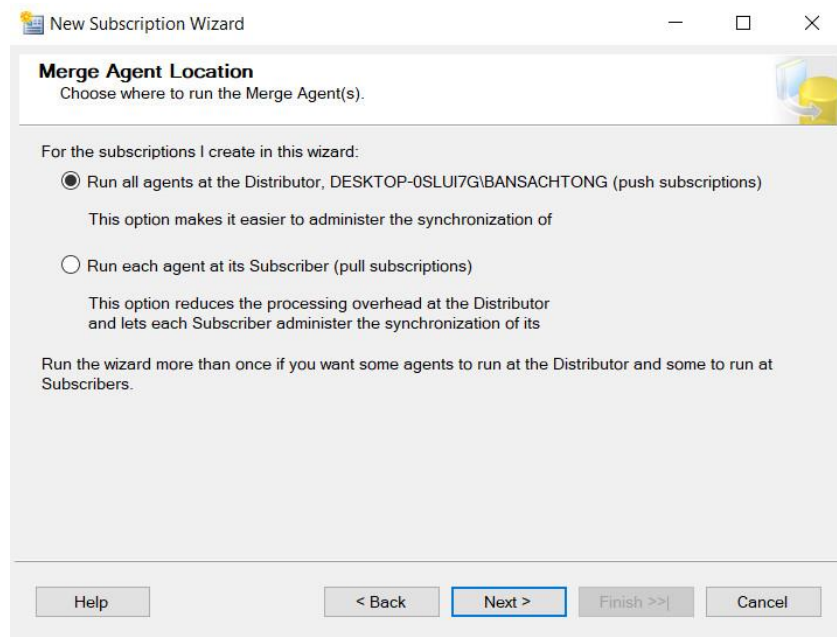 New Subscription Wizard
Merge Agent Location
Choose where to run the Merge Agent(s).
For the subscriptions I create in this wizard:
Run all agents at the Distributor, DESKTOP-0SLUI7G\BANSACHTONG (push subscriptions)
This option makes it easier to administer the synchronization of
Run each agent at its Subscriber (pull subscriptions)
This option reduces the processing overhead at the Distributor
and lets each Subscriber administer the synchronization of its
Run the wizard more than once if you want some agents to run at the Distributor and some to run at
Subscribers.
Help < Back Next > Finish >>| Cancel